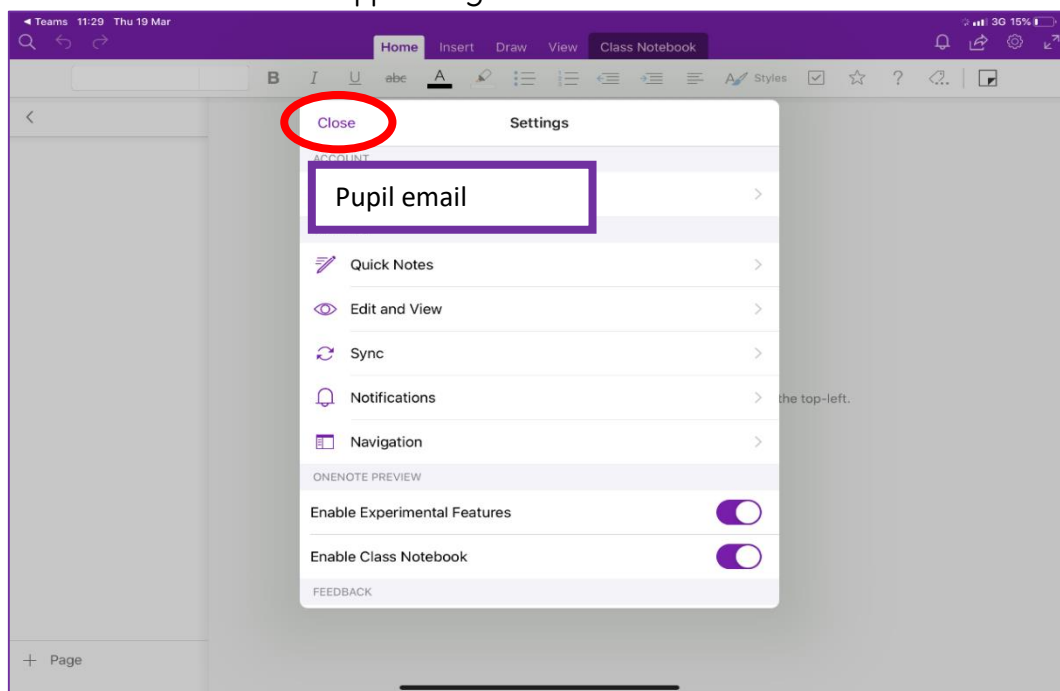 ◀ Teams 11:29 Thu 19 Mar 3G 15%
Home Insert Draw View Class Notebook
B I U abc A Styles ?
Close Settings
ACCOUNT
Pupil email
Quick Notes
Edit and View
Sync
Notifications
the top-left.
Navigation
ONENOTE PREVIEW
Enable Experimental Features
Enable Class Notebook
FEEDBACK
+ Page